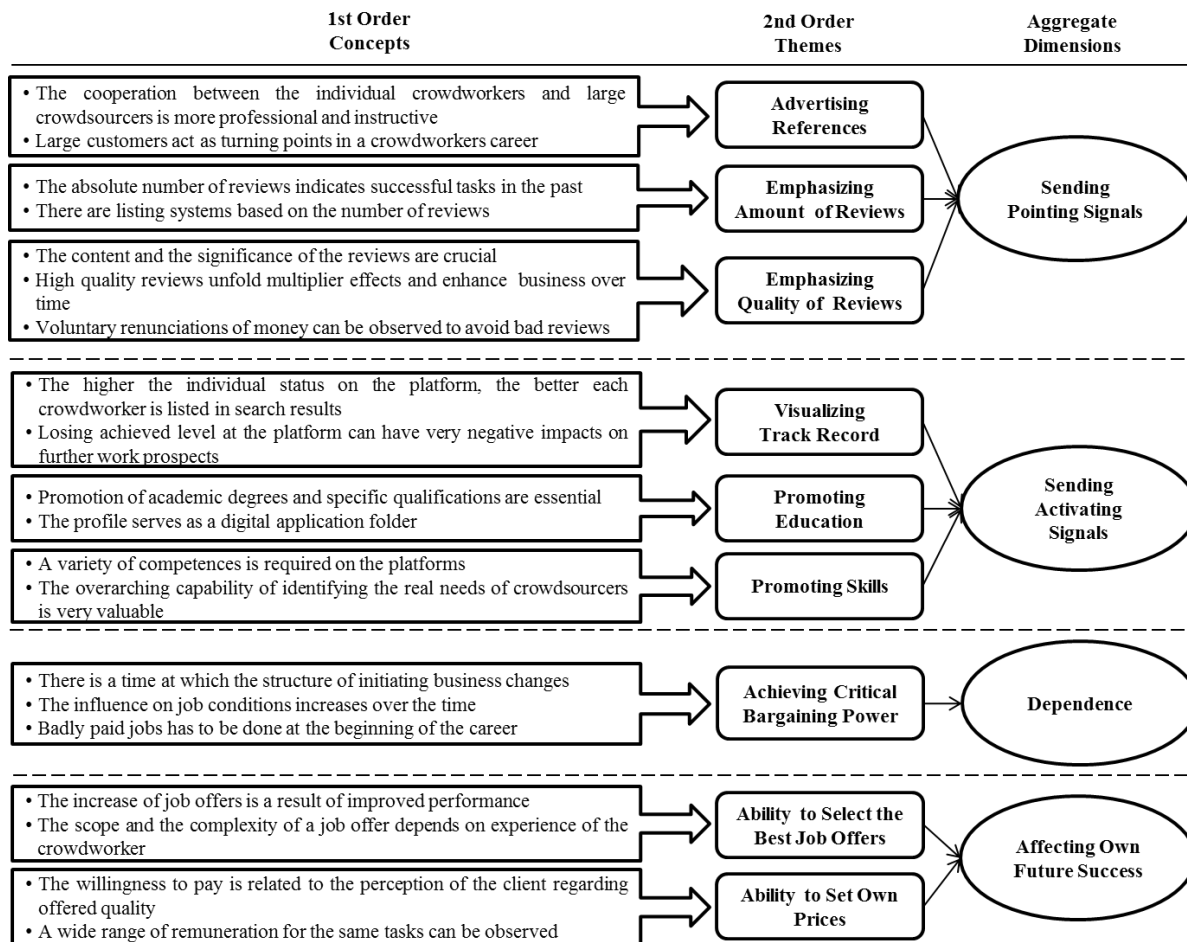 1st Order
Concepts
2nd Order
Themes
Aggregate
Dimensions
• The cooperation between the individual crowdworkers and large
crowdsourcers is more professional and instructive
• Large customers act as turning points in a crowdworkers career
Advertising
References
• The absolute number of reviews indicates successful tasks in the past
• There are listing systems based on the number of reviews
Emphasizing
Amount of Reviews
• The content and the significance of the reviews are crucial
• High quality reviews unfold multiplier effects and enhance business over
time
• Voluntary renunciations of money can be observed to avoid bad reviews
Emphasizing
Quality of Reviews
Sending
Pointing Signals
• The higher the individual status on the platform, the better each
crowdworker is listed in search results
• Losing achieved level at the platform can have very negative impacts on
further work prospects
Visualizing
Track Record
• Promotion of academic degrees and specific qualifications are essential
• The profile serves as a digital application folder
Promoting
Education
• A variety of competences is required on the platforms
• The overarching capability of identifying the real needs of crowdsourcers
is very valuable
Promoting Skills
Sending
Activating
Signals
• There is a time at which the structure of initiating business changes
• The influence on job conditions increases over the time
• Badly paid jobs has to be done at the beginning of the career
Achieving Critical
Bargaining Power
Dependence
• The increase of job offers is a result of improved performance
• The scope and the complexity of a job offer depends on experience of the
crowdworker
Ability to Select the
Best Job Offers
• The willingness to pay is related to the perception of the client regarding
offered quality
• A wide range of remuneration for the same tasks can be observed
Ability to Set Own
Prices
Affecting Own
Future Success